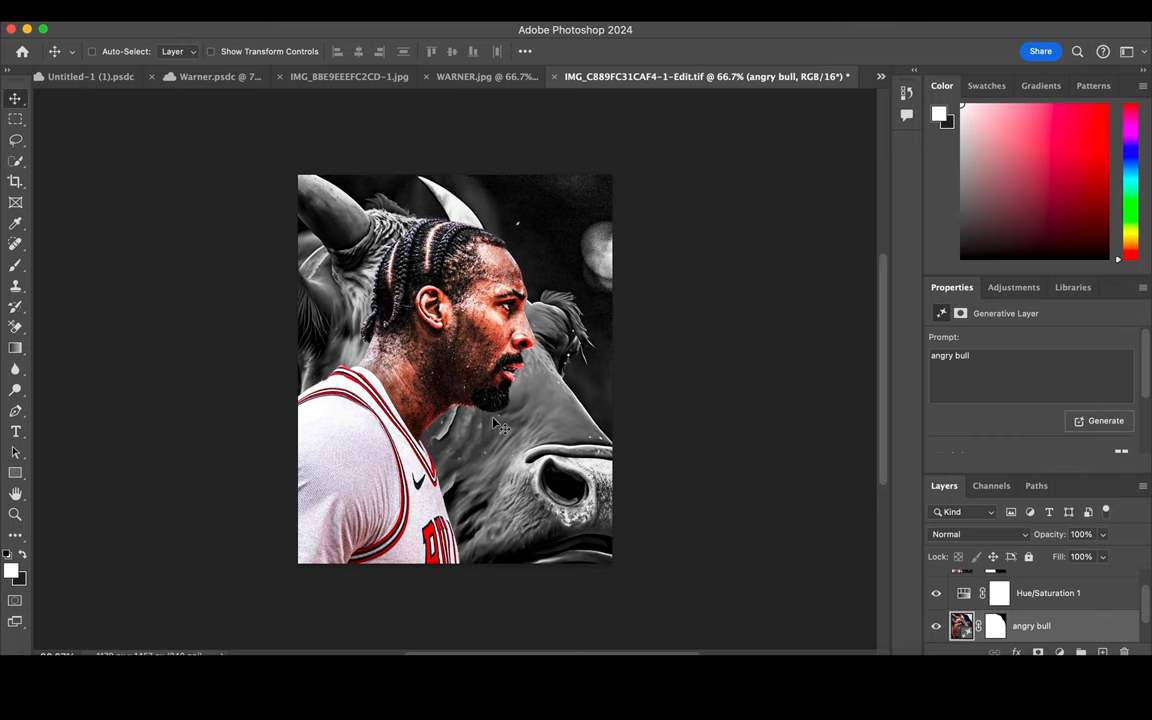 Adobe Photoshop 2024
Auto-Select: Layer Show Transform Controls Share
Untitled-1 (1).psdc Warner.psdc @ 7... IMG_BBE9EEEFC2CD-1.jpg WARNER.jpg @ 66.7%... IMG_C889FC31CAF4-1-Edit.tif @ 66.7% (angry bull, RGB/16*) *
Color Swatches Gradients Patterns
Properties Adjustments Libraries
Generative Layer
Prompt:
angry bull
Generate
Layers Channels Paths
Kind
Normal Opacity: 100%
Lock: Fill: 100%
Hue/Saturation 1
angry bull